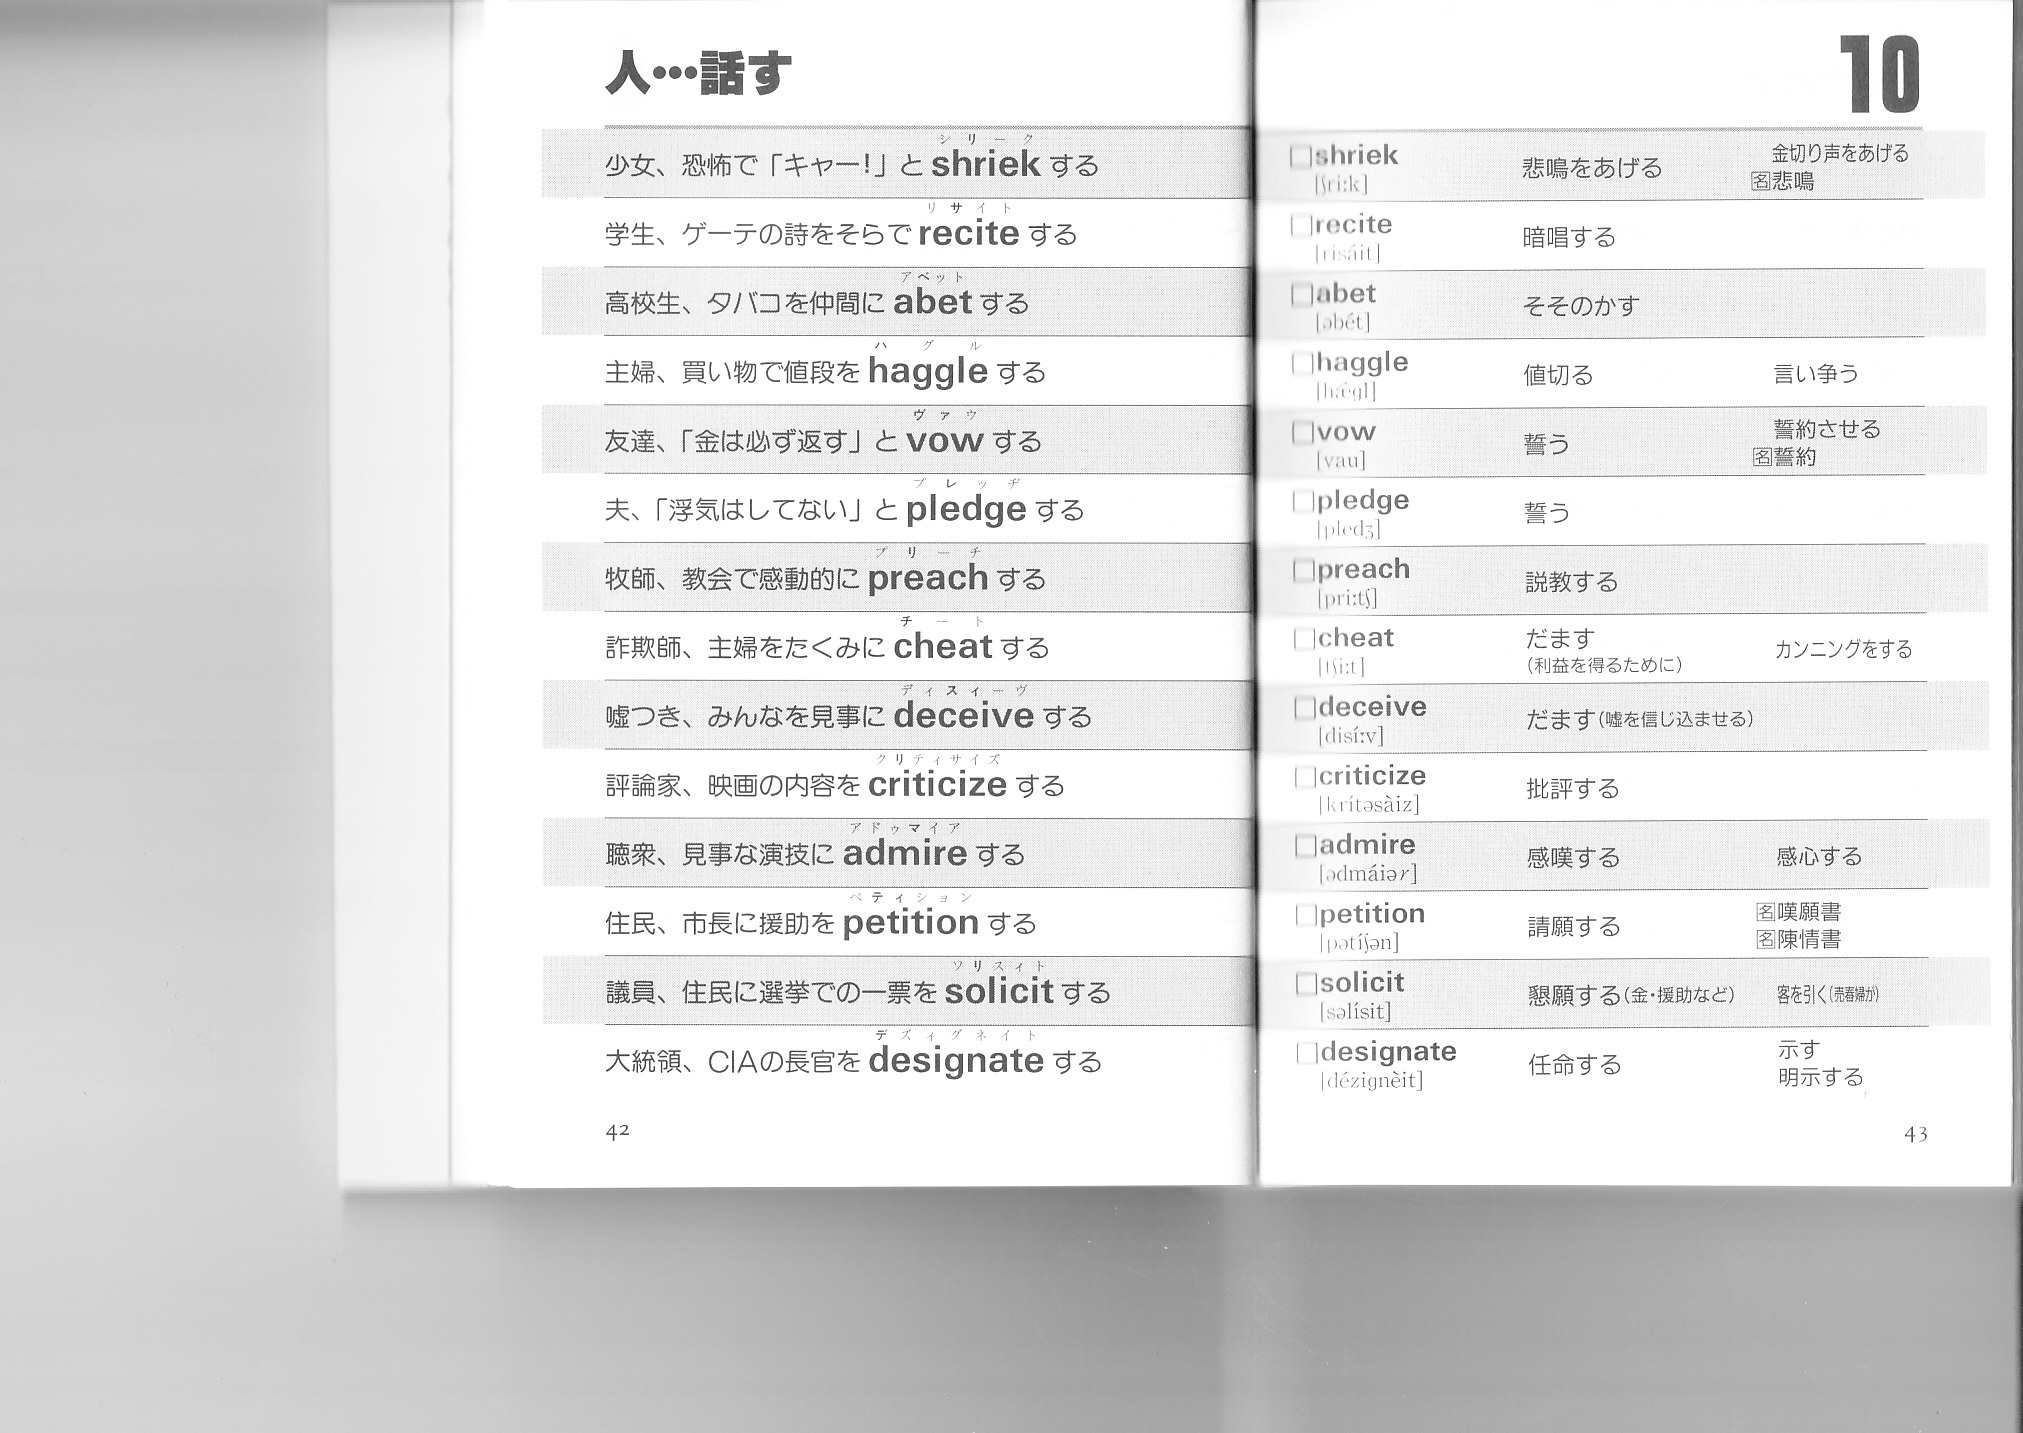 人…話す
シリーク
少女、恐怖で「キャー!」と shriek する
リサイト
学生、ゲーテの詩をそらで recite する
アベット
高校生、タバコを仲間に abet する
ハグル
主婦、買い物で値段を haggle する
ヴァウ
友達、「金は必ず返す」と vow する
プレッヂ
夫、「浮気はしてない」と pledge する
プリーチ
牧師、教会で感動的に preach する
チート
詐欺師、主婦をたくみに cheat する
ディスィーヴ
嘘つき、みんなを見事に deceive する
クリティサイズ
評論家、映画の内容を criticize する
アドゥマイア
聴衆、見事な演技に admire する
ペティション
住民、市長に援助を petition する
ソリスィト
議員、住民に選挙での一票を solicit する
デズィグネイト
大統領、CIAの長官を designate する
42
10
shriek 悲鳴をあげる 金切り声をあげる
[ʃriːk] 名悲鳴
recite 暗唱する
[risáit]
abet そそのかす
[əbét]
haggle 値切る 言い争う
[hǽgl]
vow 誓う 誓約させる
[vau] 名誓約
pledge 誓う
[pledʒ]
preach 説教する
[priːtʃ]
cheat だます カンニングをする
[tʃiːt] (利益を得るために)
deceive だます(嘘を信じ込ませる)
[disíːv]
criticize 批評する
[krítəsàiz]
admire 感嘆する 感心する
[ədmáiər]
petition 請願する 名嘆願書
[pətíʃən] 名陳情書
solicit 懇願する(金・援助など) 客を引く(売春婦が)
[səlísit]
designate 任命する 示す
[dézignèit] 明示する
43